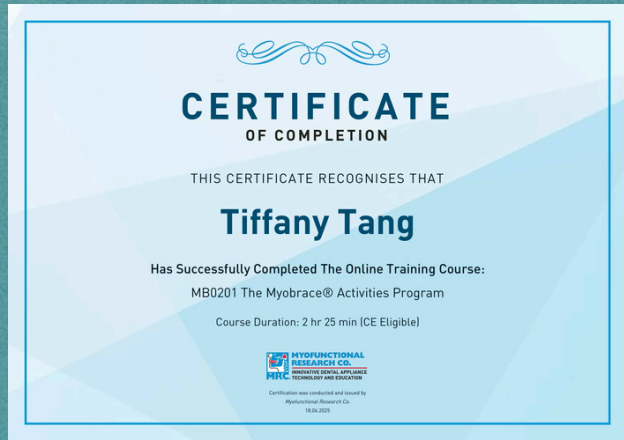 CERTIFICATE
OF COMPLETION
THIS CERTIFICATE RECOGNISES THAT
Tiffany Tang
Has Successfully Completed The Online Training Course:
MB0201 The Myobrace® Activities Program
Course Duration: 2 hr 25 min (CE Eligible)
MRC
MYOFUNCTIONAL
RESEARCH CO.
INNOVATIVE DENTAL APPLIANCE
TECHNOLOGY AND EDUCATION
Certification was conducted and issued by
Myofunctional Research Co.
18.06.2025